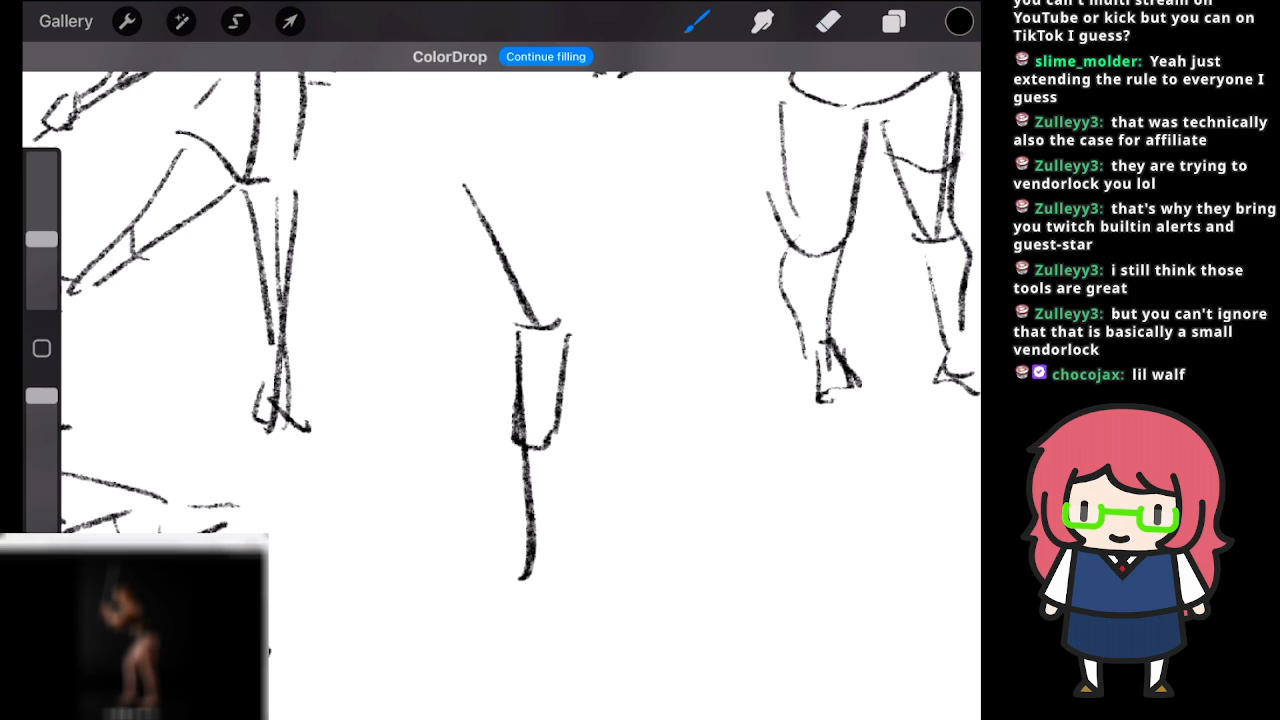 Gallery
ColorDrop Continue filling
you can't multi stream on
YouTube or kick but you can on
TikTok I guess?
slime_molder: Yeah just
extending the rule to everyone I
guess
Zulleyy3: that was technically
also the case for affiliate
Zulleyy3: they are trying to
vendorlock you lol
Zulleyy3: that's why they bring
you twitch builtin alerts and
guest-star
Zulleyy3: i still think those
tools are great
Zulleyy3: but you can't ignore
that that is basically a small
vendorlock
chocojax: lil walf